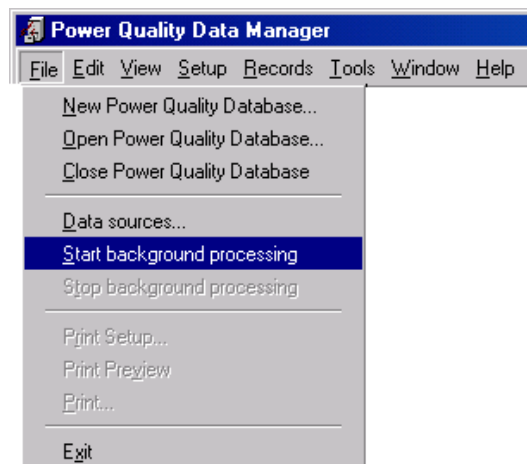 Power Quality Data Manager
File Edit View Setup Records Tools Window Help
New Power Quality Database...
Open Power Quality Database...
Close Power Quality Database
Data sources...
Start background processing
Stop background processing
Print Setup...
Print Preview
Print...
Exit